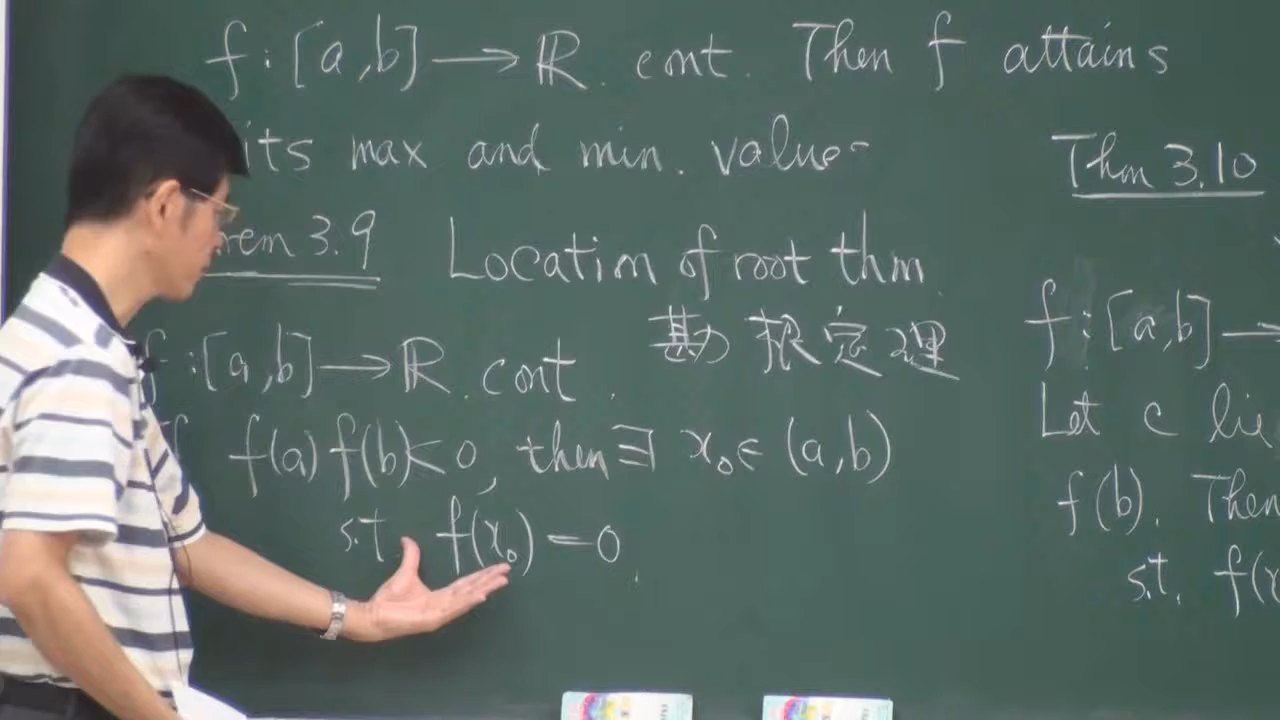 f : [a,b] → ℝ. cont. Then f attains
its max and min. values
rem 3.9 Location of root thm.
勘根定理
f : [a,b] → ℝ. cont.
f f(a) f(b) < 0, then ∃ x₀ ∈ (a,b)
s.t. f(x₀) = 0.
Thm 3.10
f : [a,b] →
Let c lie
f(b). Then
s.t. f(x